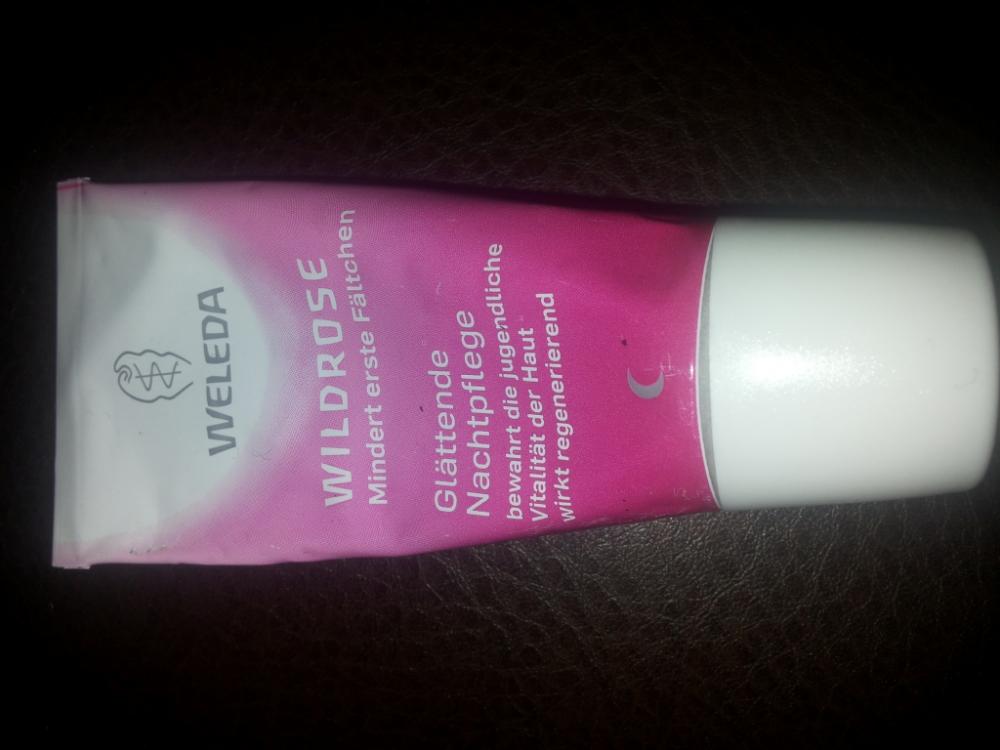 WELEDA
WILDROSE
Mindert erste Fältchen
Glättende
Nachtpflege
bewahrt die jugendliche
Vitalität der Haut
wirkt regenerierend